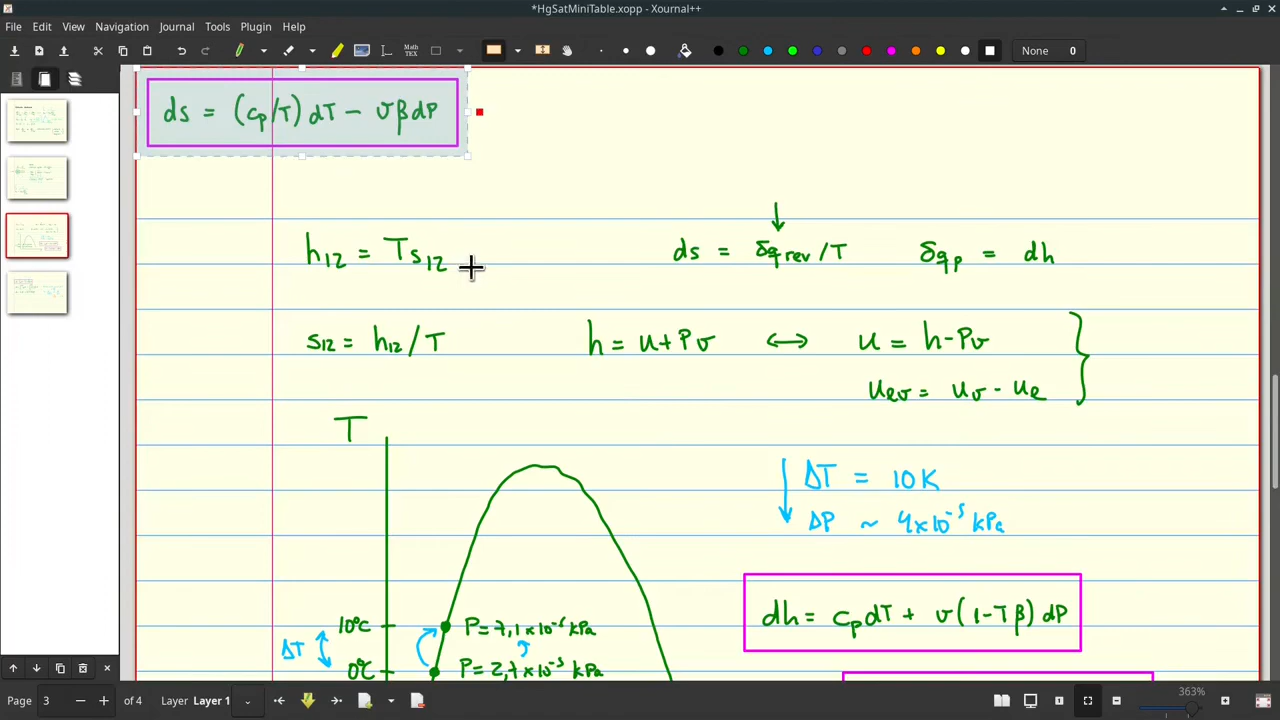 *HgSatMiniTable.xopp - Xournal++
File Edit View Navigation Journal Tools Plugin Help
MATH TEX None 0
ds = (cp/T) dT - vβdP
h12 = Ts12 ds = δqrev/T δqp = dh
s12 = h12/T h = u+Pv ↔ u = h-Pv
uℓv = uv - uℓ
T
ΔT = 10K
ΔP ~ 4x10⁻⁵ kPa
dh = cpdT + v(1-Tβ)dP
10°C
ΔT
0°C
Page 3 of 4 Layer Layer 1 363%